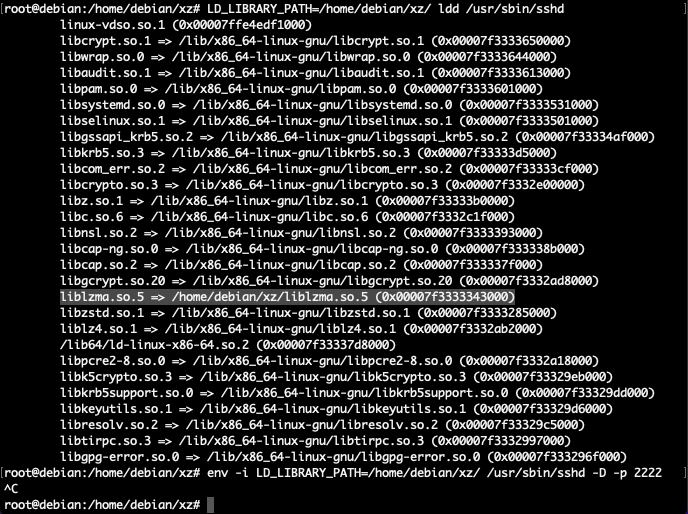 [root@debian:/home/debian/xz# LD_LIBRARY_PATH=/home/debian/xz/ ldd /usr/sbin/sshd ]
linux-vdso.so.1 (0x00007ffe4edf1000)
libcrypt.so.1 => /lib/x86_64-linux-gnu/libcrypt.so.1 (0x00007f3333650000)
libwrap.so.0 => /lib/x86_64-linux-gnu/libwrap.so.0 (0x00007f3333644000)
libaudit.so.1 => /lib/x86_64-linux-gnu/libaudit.so.1 (0x00007f3333613000)
libpam.so.0 => /lib/x86_64-linux-gnu/libpam.so.0 (0x00007f3333601000)
libsystemd.so.0 => /lib/x86_64-linux-gnu/libsystemd.so.0 (0x00007f3333531000)
libselinux.so.1 => /lib/x86_64-linux-gnu/libselinux.so.1 (0x00007f3333501000)
libgssapi_krb5.so.2 => /lib/x86_64-linux-gnu/libgssapi_krb5.so.2 (0x00007f33334af000)
libkrb5.so.3 => /lib/x86_64-linux-gnu/libkrb5.so.3 (0x00007f33333d5000)
libcom_err.so.2 => /lib/x86_64-linux-gnu/libcom_err.so.2 (0x00007f33333cf000)
libcrypto.so.3 => /lib/x86_64-linux-gnu/libcrypto.so.3 (0x00007f3332e00000)
libz.so.1 => /lib/x86_64-linux-gnu/libz.so.1 (0x00007f33333b0000)
libc.so.6 => /lib/x86_64-linux-gnu/libc.so.6 (0x00007f3332c1f000)
libnsl.so.2 => /lib/x86_64-linux-gnu/libnsl.so.2 (0x00007f3333393000)
libcap-ng.so.0 => /lib/x86_64-linux-gnu/libcap-ng.so.0 (0x00007f333338b000)
libcap.so.2 => /lib/x86_64-linux-gnu/libcap.so.2 (0x00007f333337f000)
libgcrypt.so.20 => /lib/x86_64-linux-gnu/libgcrypt.so.20 (0x00007f3332ad8000)
liblzma.so.5 => /home/debian/xz/liblzma.so.5 (0x00007f3333343000)
libzstd.so.1 => /lib/x86_64-linux-gnu/libzstd.so.1 (0x00007f3333285000)
liblz4.so.1 => /lib/x86_64-linux-gnu/liblz4.so.1 (0x00007f3332ab2000)
/lib64/ld-linux-x86-64.so.2 (0x00007f33337d8000)
libpcre2-8.so.0 => /lib/x86_64-linux-gnu/libpcre2-8.so.0 (0x00007f3332a18000)
libk5crypto.so.3 => /lib/x86_64-linux-gnu/libk5crypto.so.3 (0x00007f33329eb000)
libkrb5support.so.0 => /lib/x86_64-linux-gnu/libkrb5support.so.0 (0x00007f33329dd000)
libkeyutils.so.1 => /lib/x86_64-linux-gnu/libkeyutils.so.1 (0x00007f33329d6000)
libresolv.so.2 => /lib/x86_64-linux-gnu/libresolv.so.2 (0x00007f33329c5000)
libtirpc.so.3 => /lib/x86_64-linux-gnu/libtirpc.so.3 (0x00007f3332997000)
libgpg-error.so.0 => /lib/x86_64-linux-gnu/libgpg-error.so.0 (0x00007f333296f000)
[root@debian:/home/debian/xz# env -i LD_LIBRARY_PATH=/home/debian/xz/ /usr/sbin/sshd -D -p 2222 ]
^C
root@debian:/home/debian/xz#